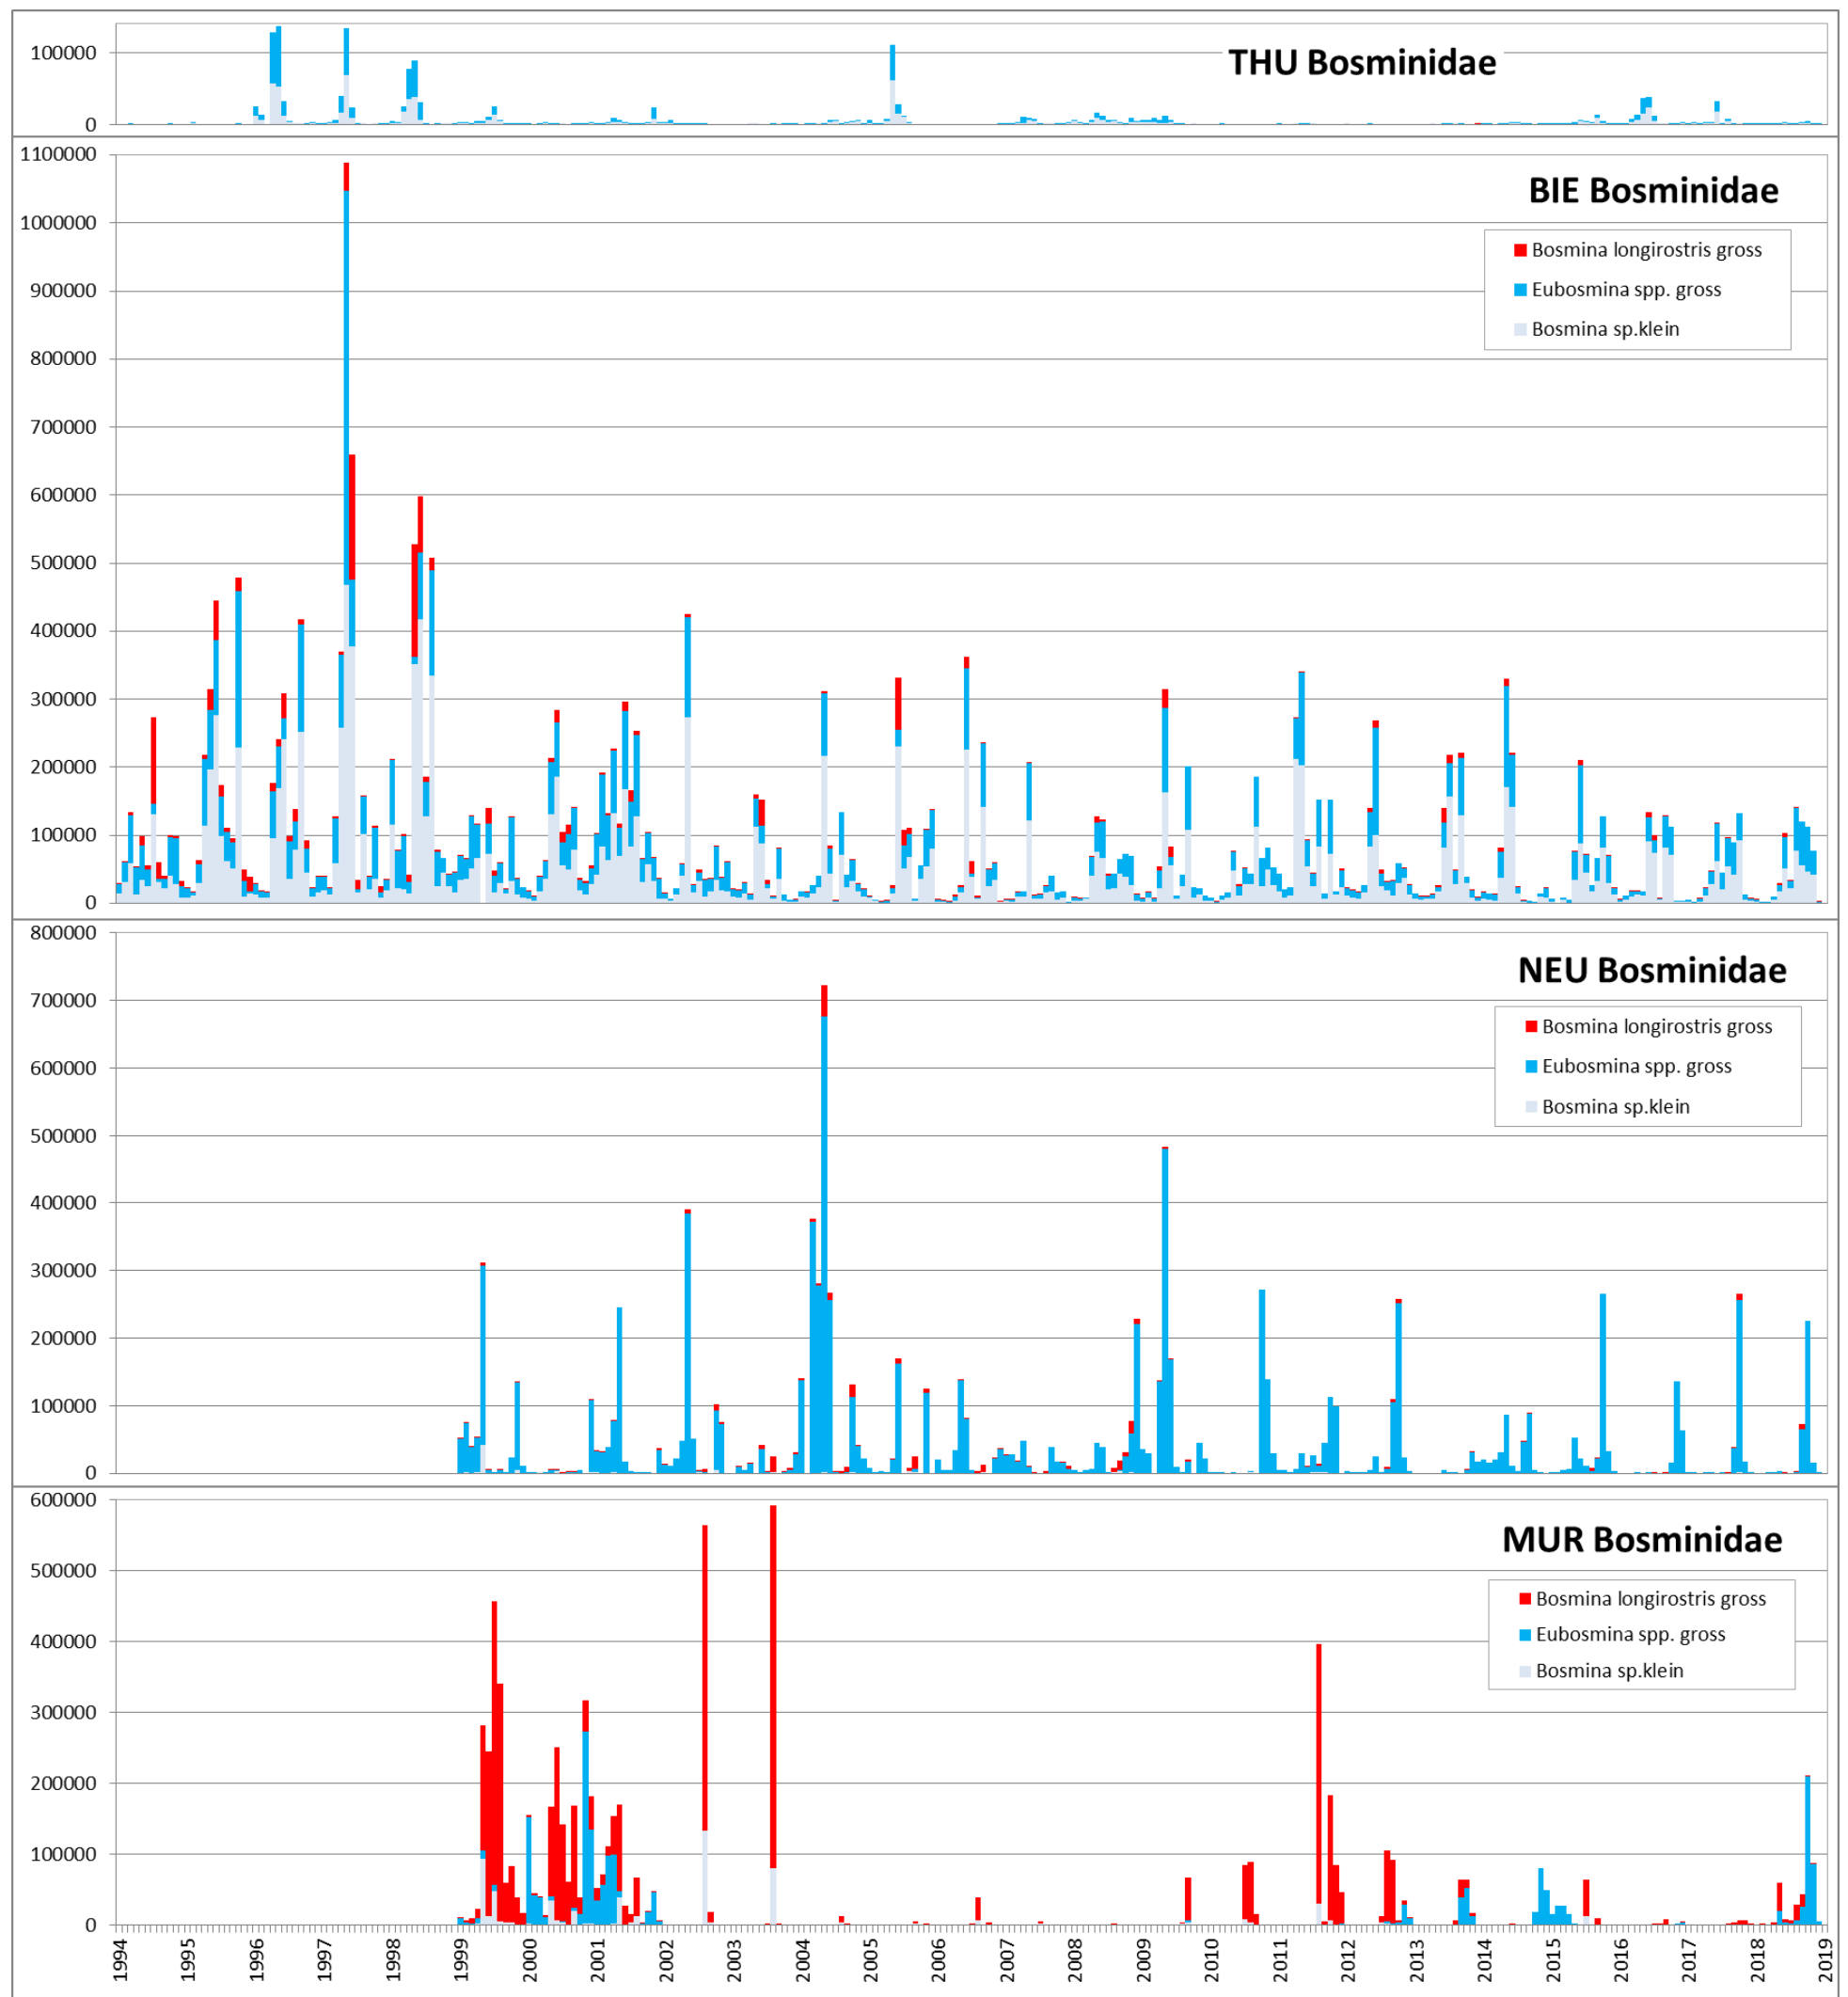 THU Bosminidae
100000
0
BIE Bosminidae
1100000
1000000
900000
800000
700000
600000
500000
400000
300000
200000
100000
0
Bosmina longirostris gross
Eubosmina spp. gross
Bosmina sp.klein
NEU Bosminidae
800000
700000
600000
500000
400000
300000
200000
100000
0
Bosmina longirostris gross
Eubosmina spp. gross
Bosmina sp.klein
MUR Bosminidae
600000
500000
400000
300000
200000
100000
0
Bosmina longirostris gross
Eubosmina spp. gross
Bosmina sp.klein
1994 1995 1996 1997 1998 1999 2000 2001 2002 2003 2004 2005 2006 2007 2008 2009 2010 2011 2012 2013 2014 2015 2016 2017 2018 2019